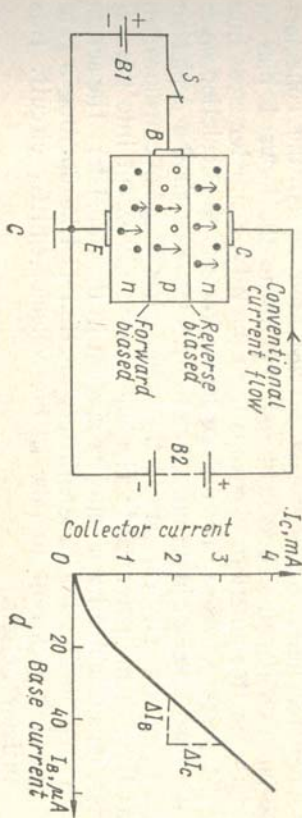 Conventional
current flow
C
n
p
n
Reverse
biased
Forward
biased
S
B
E
+
−
B1
+
−
B2
c
I_C, mA
4
3
2
1
0
Collector current
ΔI_C
ΔI_B
20
40
I_B, μA
Base current
d